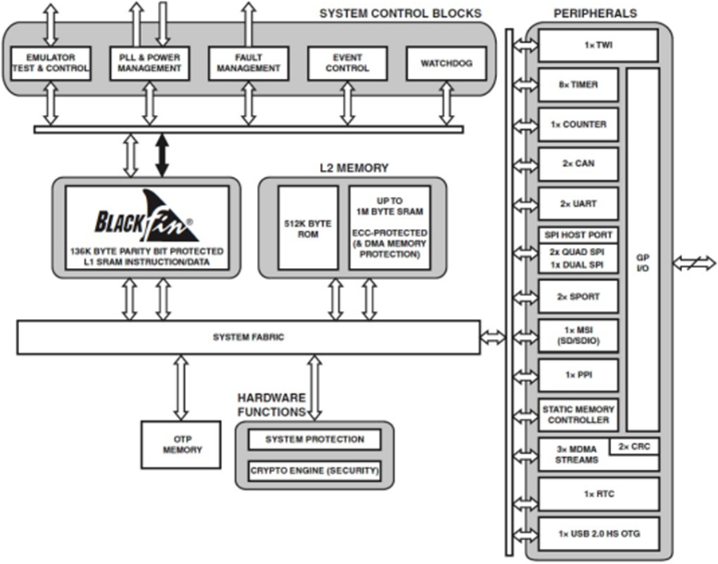 SYSTEM CONTROL BLOCKS
EMULATOR
TEST & CONTROL
PLL & POWER
MANAGEMENT
FAULT
MANAGEMENT
EVENT
CONTROL
WATCHDOG
BLACKfin®
136K BYTE PARITY BIT PROTECTED
L1 SRAM INSTRUCTION/DATA
L2 MEMORY
512K BYTE
ROM
UP TO
1M BYTE SRAM
ECC-PROTECTED
(& DMA MEMORY
PROTECTION)
SYSTEM FABRIC
OTP
MEMORY
HARDWARE
FUNCTIONS
SYSTEM PROTECTION
CRYPTO ENGINE (SECURITY)
PERIPHERALS
1× TWI
8× TIMER
1× COUNTER
2× CAN
2× UART
SPI HOST PORT
2× QUAD SPI
1× DUAL SPI
2× SPORT
1× MSI
(SD/SDIO)
1× PPI
STATIC MEMORY
CONTROLLER
GP
I/O
3× MDMA
STREAMS
2× CRC
1× RTC
1× USB 2.0 HS OTG